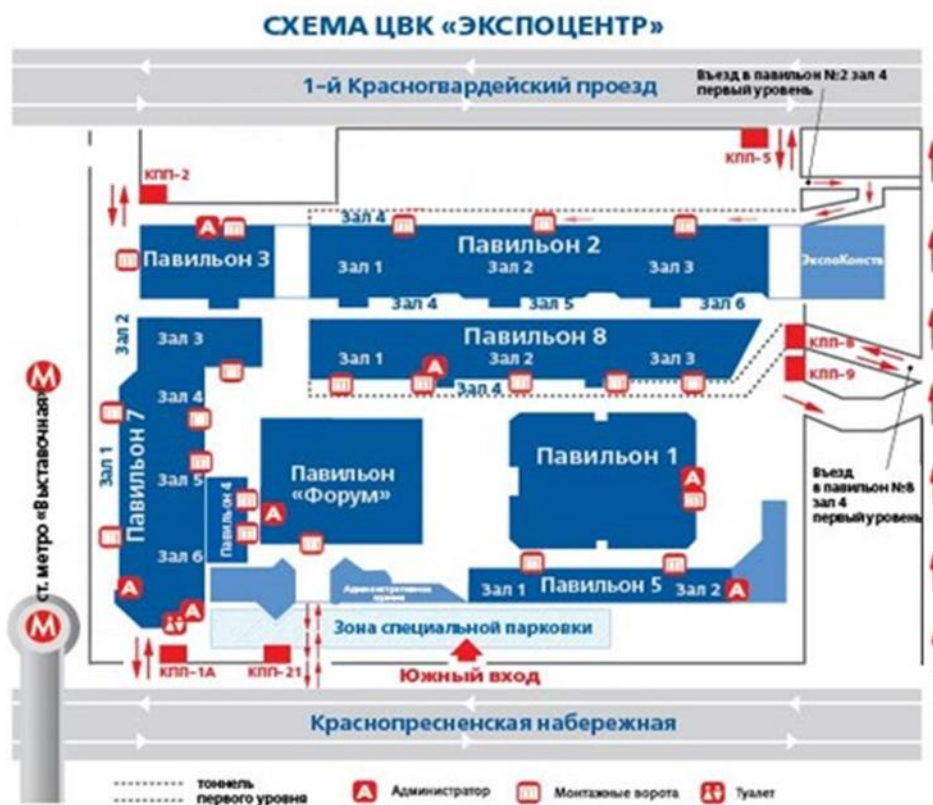 СХЕМА ЦВК «ЭКСПОЦЕНТР»
1-й Красногвардейский проезд
Въезд в павильон №2 зал 4
первый уровень
КПП-5
КПП-2
Зал 4
Павильон 3
Павильон 2
Зал 1
Зал 2
Зал 3
ЭкспоКонстa
Зал 4
Зал 5
Зал 6
Зал 2
Зал 3
Павильон 8
Зал 1
Зал 2
Зал 3
КПП-8
КПП-9
Зал 4
Зал 4
Павильон 7
Зал 1
Зал 5
Зал 6
Павильон 4
Павильон
«Форум»
Павильон 1
Въезд
в павильон №8
зал 4
первый уровень
ст. метро «Выставочная»
Зал 1
Павильон 5
Зал 2
Зона специальной парковки
КПП-1А
КПП-21
Южный вход
Краснопресненская набережная
тоннель
первого уровня
А
Администратор
Монтажные ворота
Туалет